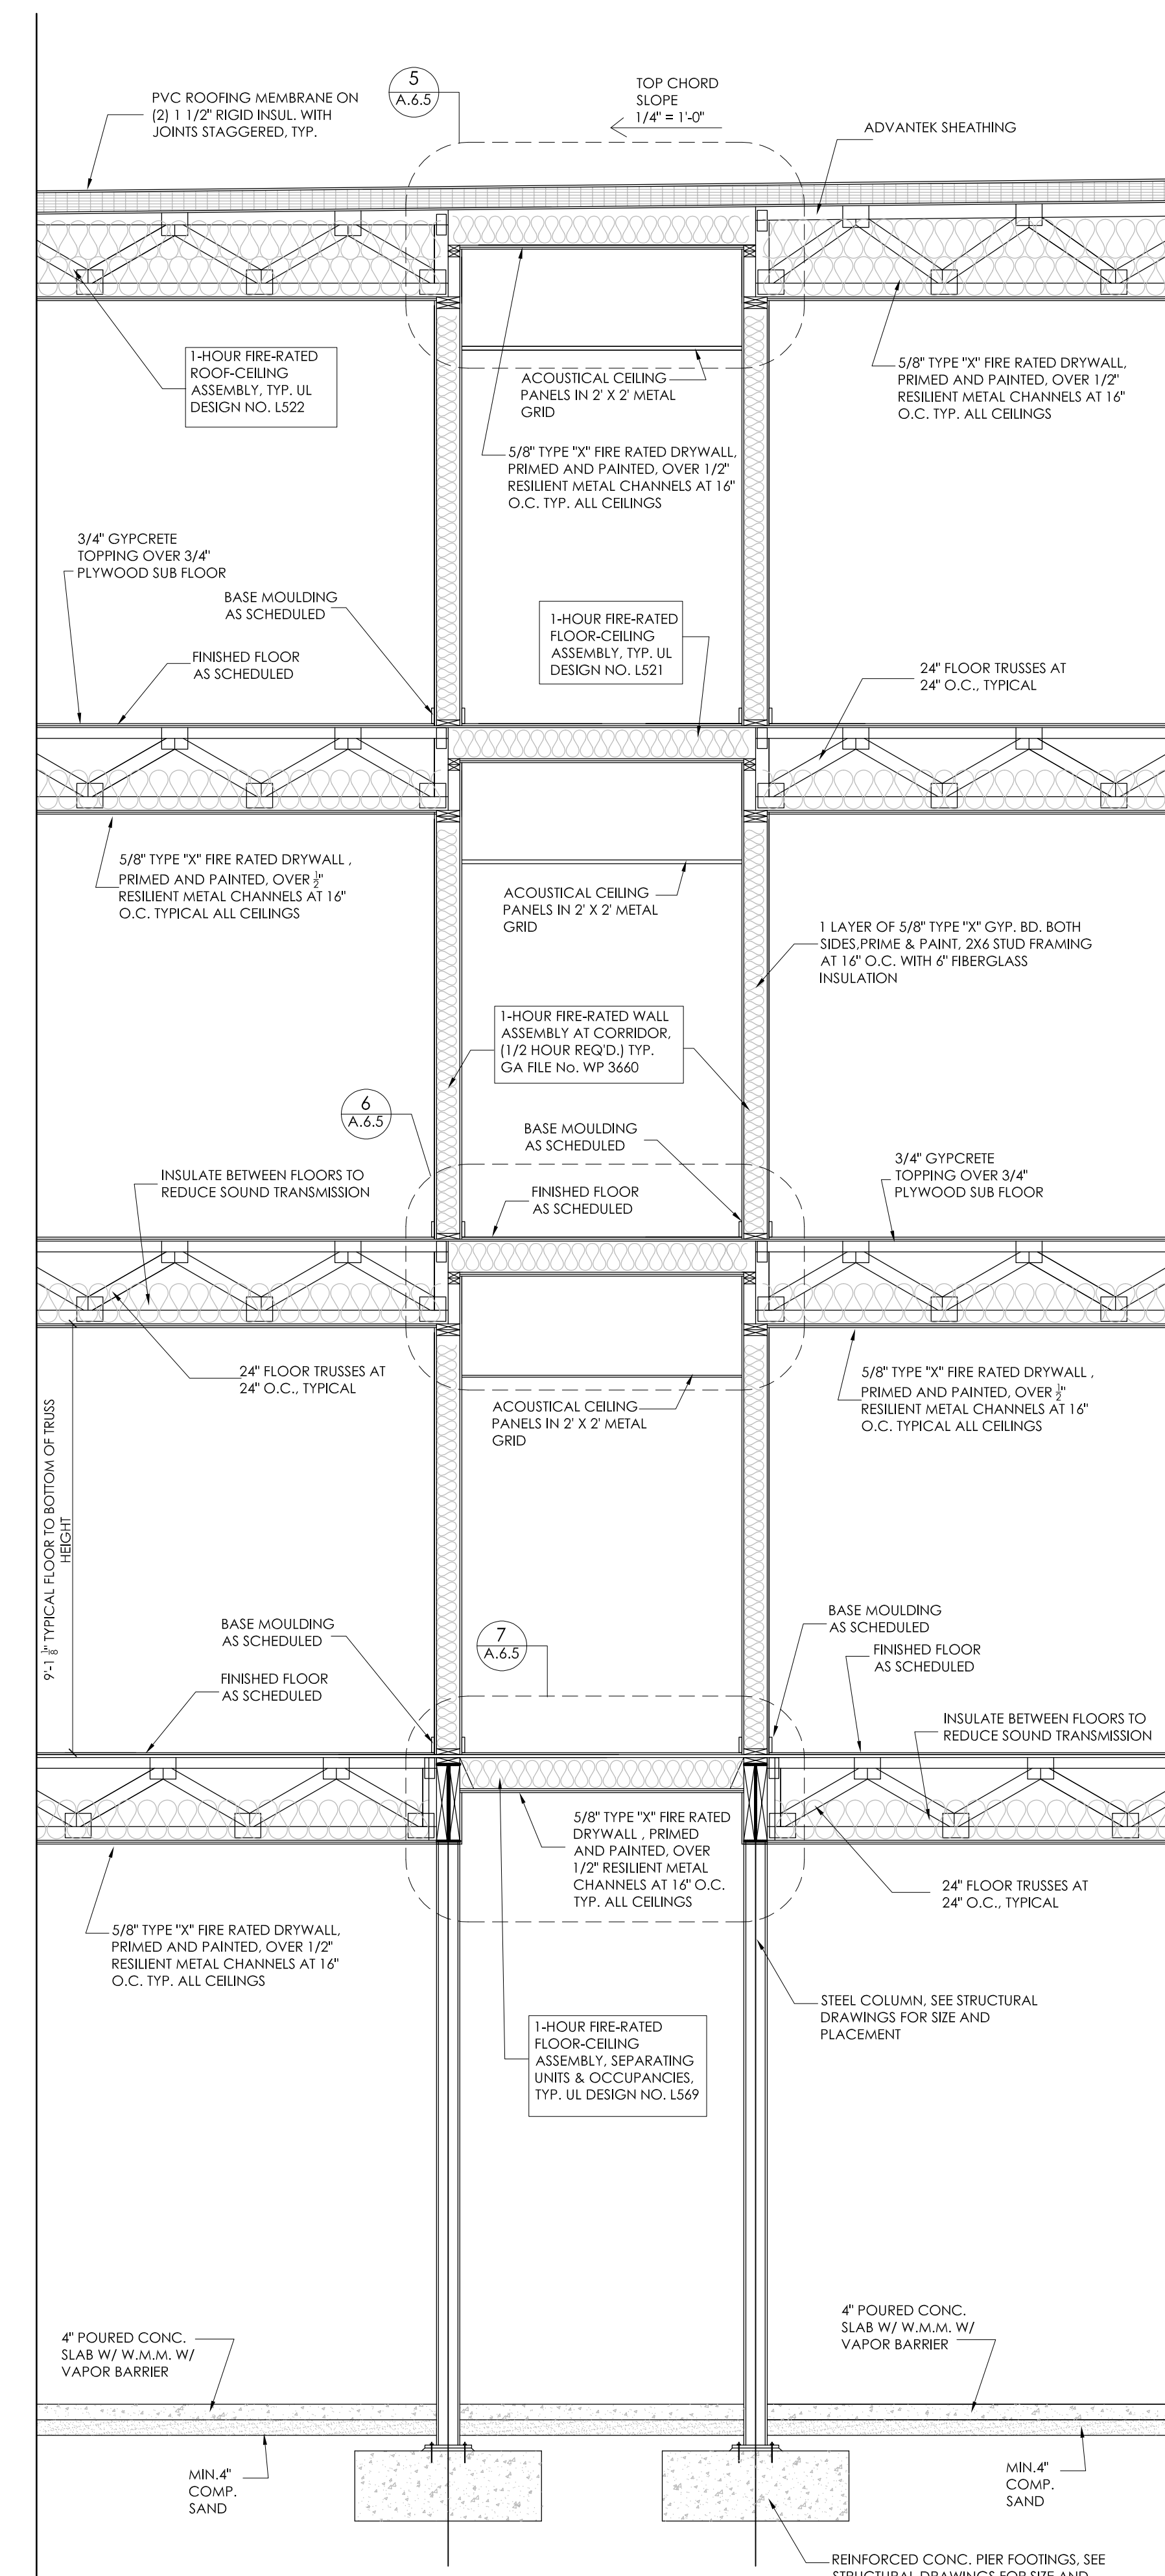 5
A.6.5
TOP CHORD
SLOPE
1/4" = 1'-0"
PVC ROOFING MEMBRANE ON
(2) 1 1/2" RIGID INSUL. WITH
JOINTS STAGGERED, TYP.
ADVANTEK SHEATHING
1-HOUR FIRE-RATED
ROOF-CEILING
ASSEMBLY, TYP. UL
DESIGN NO. L522
ACOUSTICAL CEILING
PANELS IN 2' X 2' METAL
GRID
5/8" TYPE "X" FIRE RATED DRYWALL,
PRIMED AND PAINTED, OVER 1/2"
RESILIENT METAL CHANNELS AT 16"
O.C. TYP. ALL CEILINGS
5/8" TYPE "X" FIRE RATED DRYWALL,
PRIMED AND PAINTED, OVER 1/2"
RESILIENT METAL CHANNELS AT 16"
O.C. TYP. ALL CEILINGS
3/4" GYPCRETE
TOPPING OVER 3/4"
PLYWOOD SUB FLOOR
BASE MOULDING
AS SCHEDULED
FINISHED FLOOR
AS SCHEDULED
1-HOUR FIRE-RATED
FLOOR-CEILING
ASSEMBLY, TYP. UL
DESIGN NO. L521
24" FLOOR TRUSSES AT
24" O.C., TYPICAL
5/8" TYPE "X" FIRE RATED DRYWALL ,
PRIMED AND PAINTED, OVER 1/2"
RESILIENT METAL CHANNELS AT 16"
O.C. TYPICAL ALL CEILINGS
ACOUSTICAL CEILING
PANELS IN 2' X 2' METAL
GRID
1 LAYER OF 5/8" TYPE "X" GYP. BD. BOTH
SIDES,PRIME & PAINT, 2X6 STUD FRAMING
AT 16" O.C. WITH 6" FIBERGLASS
INSULATION
1-HOUR FIRE-RATED WALL
ASSEMBLY AT CORRIDOR,
(1/2 HOUR REQ'D.) TYP.
GA FILE No. WP 3660
6
A.6.5
BASE MOULDING
AS SCHEDULED
INSULATE BETWEEN FLOORS TO
REDUCE SOUND TRANSMISSION
FINISHED FLOOR
AS SCHEDULED
3/4" GYPCRETE
TOPPING OVER 3/4"
PLYWOOD SUB FLOOR
24" FLOOR TRUSSES AT
24" O.C., TYPICAL
ACOUSTICAL CEILING
PANELS IN 2' X 2' METAL
GRID
5/8" TYPE "X" FIRE RATED DRYWALL ,
PRIMED AND PAINTED, OVER 1/2"
RESILIENT METAL CHANNELS AT 16"
O.C. TYPICAL ALL CEILINGS
9'-1 1/8" TYPICAL FLOOR TO BOTTOM OF TRUSS
HEIGHT
BASE MOULDING
AS SCHEDULED
FINISHED FLOOR
AS SCHEDULED
7
A.6.5
BASE MOULDING
AS SCHEDULED
FINISHED FLOOR
AS SCHEDULED
INSULATE BETWEEN FLOORS TO
REDUCE SOUND TRANSMISSION
5/8" TYPE "X" FIRE RATED
DRYWALL , PRIMED
AND PAINTED, OVER
1/2" RESILIENT METAL
CHANNELS AT 16" O.C.
TYP. ALL CEILINGS
24" FLOOR TRUSSES AT
24" O.C., TYPICAL
5/8" TYPE "X" FIRE RATED DRYWALL,
PRIMED AND PAINTED, OVER 1/2"
RESILIENT METAL CHANNELS AT 16"
O.C. TYP. ALL CEILINGS
STEEL COLUMN, SEE STRUCTURAL
DRAWINGS FOR SIZE AND
PLACEMENT
1-HOUR FIRE-RATED
FLOOR-CEILING
ASSEMBLY, SEPARATING
UNITS & OCCUPANCIES,
TYP. UL DESIGN NO. L569
4" POURED CONC.
SLAB W/ W.M.M. W/
VAPOR BARRIER
4" POURED CONC.
SLAB W/ W.M.M. W/
VAPOR BARRIER
MIN.4"
COMP.
SAND
MIN.4"
COMP.
SAND
REINFORCED CONC. PIER FOOTINGS, SEE
STRUCTURAL DRAWINGS FOR SIZE AND